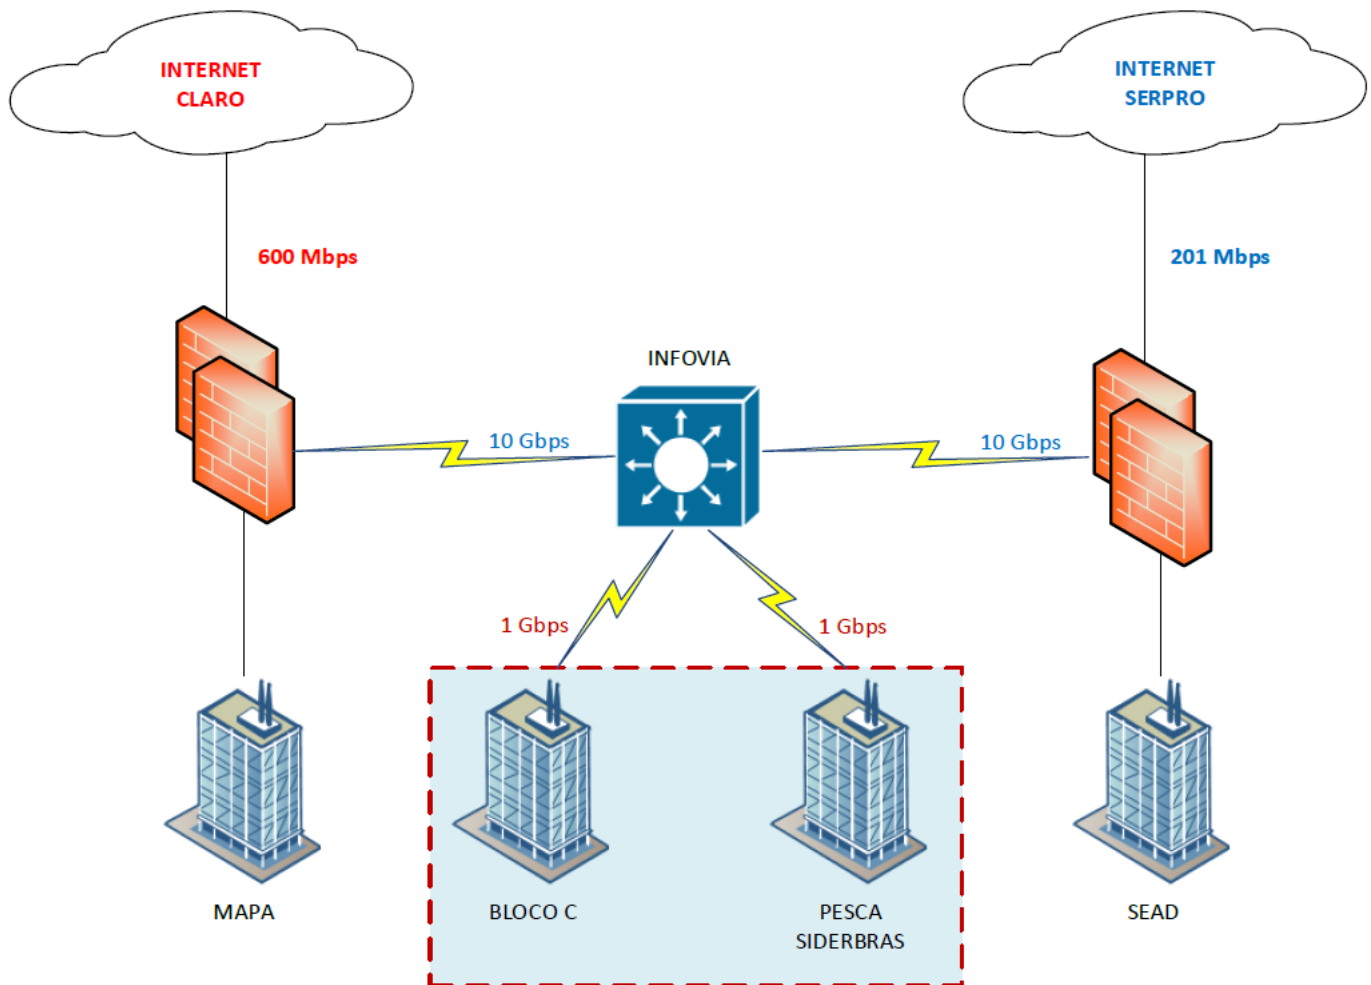 INTERNET
CLARO
INTERNET
SERPRO
600 Mbps
201 Mbps
INFOVIA
10 Gbps
10 Gbps
1 Gbps
1 Gbps
MAPA
BLOCO C
PESCA
SIDERBRAS
SEAD